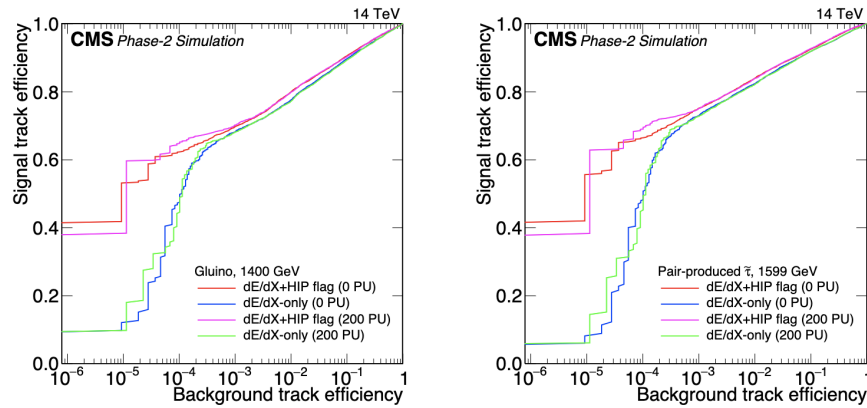 14 TeV
CMS Phase-2 Simulation
Signal track efficiency
1.0
0.8
0.6
0.4
0.2
0.0
Gluino, 1400 GeV
dE/dX+HIP flag (0 PU)
dE/dX-only (0 PU)
dE/dX+HIP flag (200 PU)
dE/dX-only (200 PU)
10⁻⁶ 10⁻⁵ 10⁻⁴ 10⁻³ 10⁻² 10⁻¹ 1
Background track efficiency
14 TeV
CMS Phase-2 Simulation
Signal track efficiency
1.0
0.8
0.6
0.4
0.2
0.0
Pair-produced τ̃, 1599 GeV
dE/dX+HIP flag (0 PU)
dE/dX-only (0 PU)
dE/dX+HIP flag (200 PU)
dE/dX-only (200 PU)
10⁻⁶ 10⁻⁵ 10⁻⁴ 10⁻³ 10⁻² 10⁻¹ 1
Background track efficiency